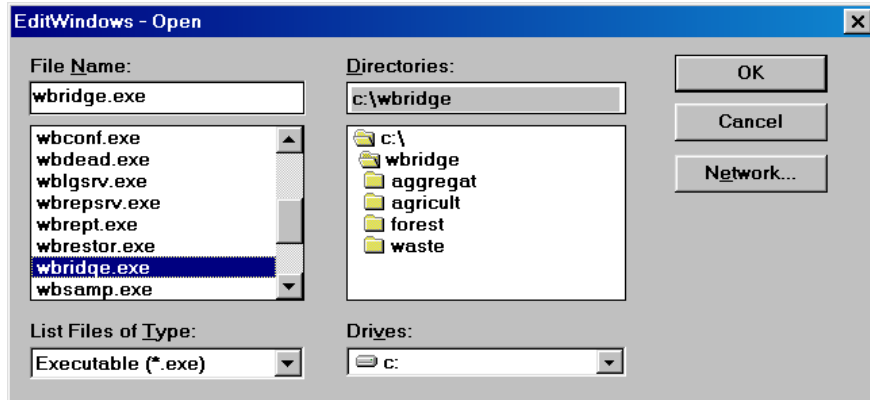 EditWindows - Open
File Name:
wbridge.exe
wbconf.exe
wbdead.exe
wblgsrv.exe
wbrepsrv.exe
wbrept.exe
wbrestor.exe
wbridge.exe
wbsamp.exe
List Files of Type:
Executable (*.exe)
Directories:
c:\wbridge
c:\
wbridge
aggregat
agricult
forest
waste
Drives:
c:
OK
Cancel
Network...